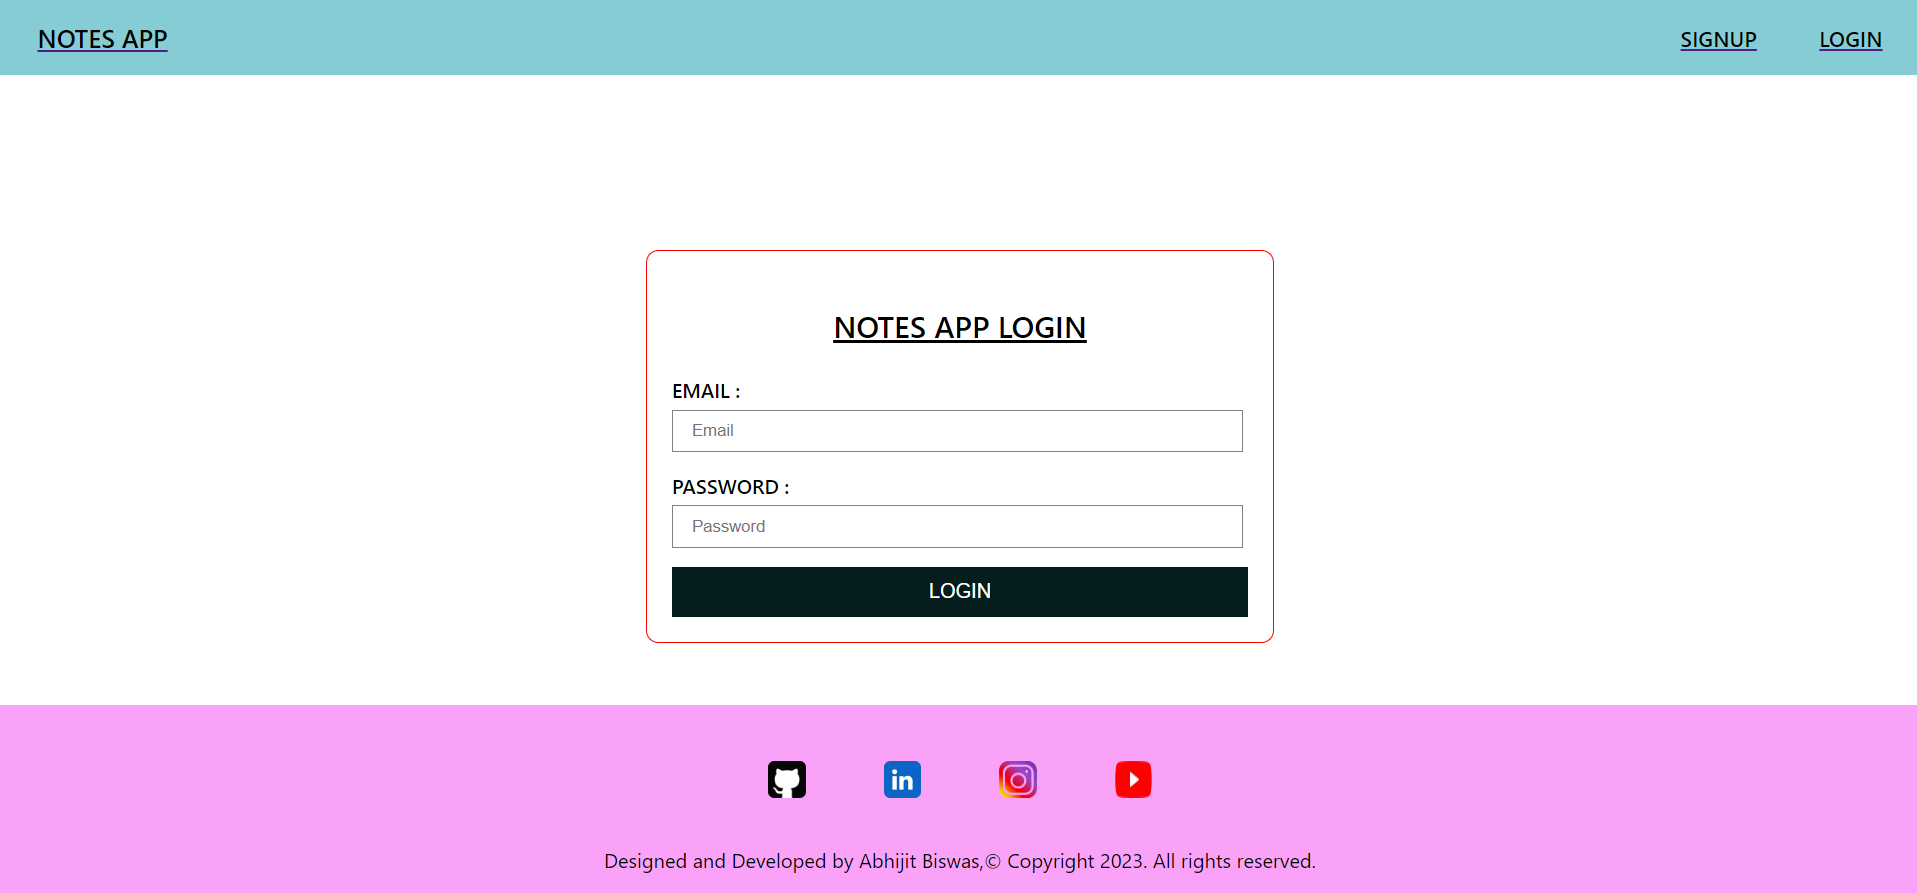 NOTES APP
SIGNUP
LOGIN
NOTES APP LOGIN
EMAIL :
Email
PASSWORD :
Password
LOGIN
in
Designed and Developed by Abhijit Biswas,© Copyright 2023. All rights reserved.